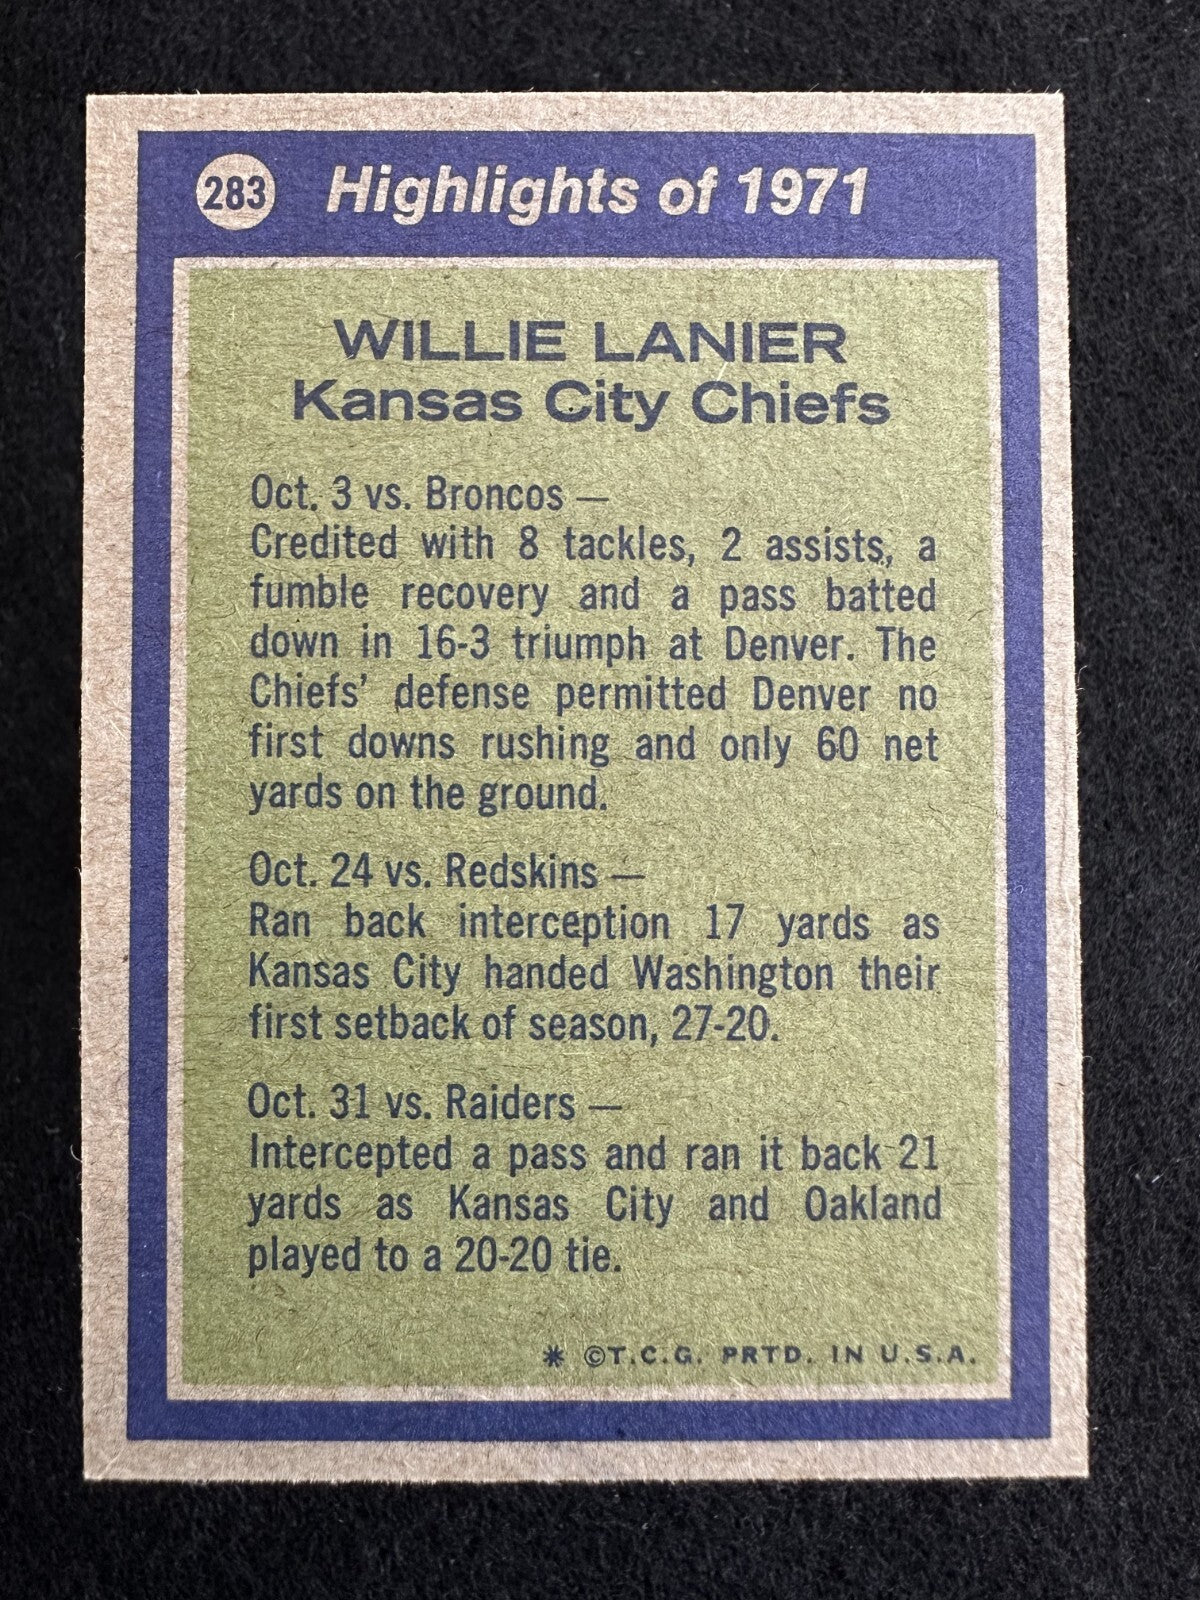 283 Highlights of 1971
WILLIE LANIER
Kansas City Chiefs
Oct. 3 vs. Broncos —
Credited with 8 tackles, 2 assists, a
fumble recovery and a pass batted
down in 16-3 triumph at Denver. The
Chiefs' defense permitted Denver no
first downs rushing and only 60 net
yards on the ground.
Oct. 24 vs. Redskins —
Ran back interception 17 yards as
Kansas City handed Washington their
first setback of season, 27-20.
Oct. 31 vs. Raiders —
Intercepted a pass and ran it back 21
yards as Kansas City and Oakland
played to a 20-20 tie.
* ©T.C.G. PRTD. IN U.S.A.